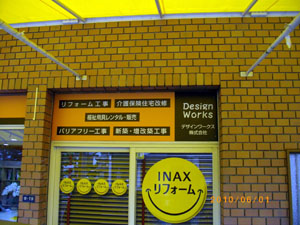 リフォーム工事
介護保険住宅改修
福祉用具レンタル・販売
バリアフリー工事
新築・増改築工事
Design
Works
デザインワークス
株式会社
INAX
リフォーム
2010/06/01